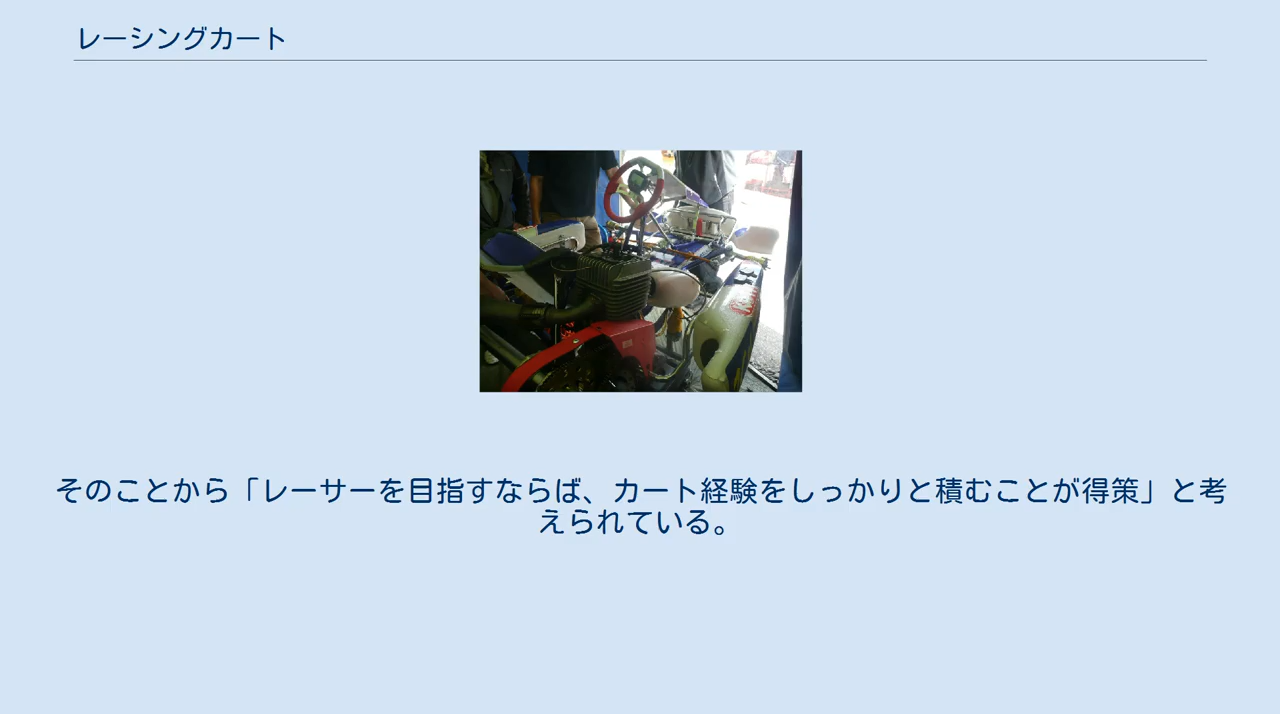 レーシングカート
そのことから「レーサーを目指すならば、カート経験をしっかりと積むことが得策」と考
えられている。